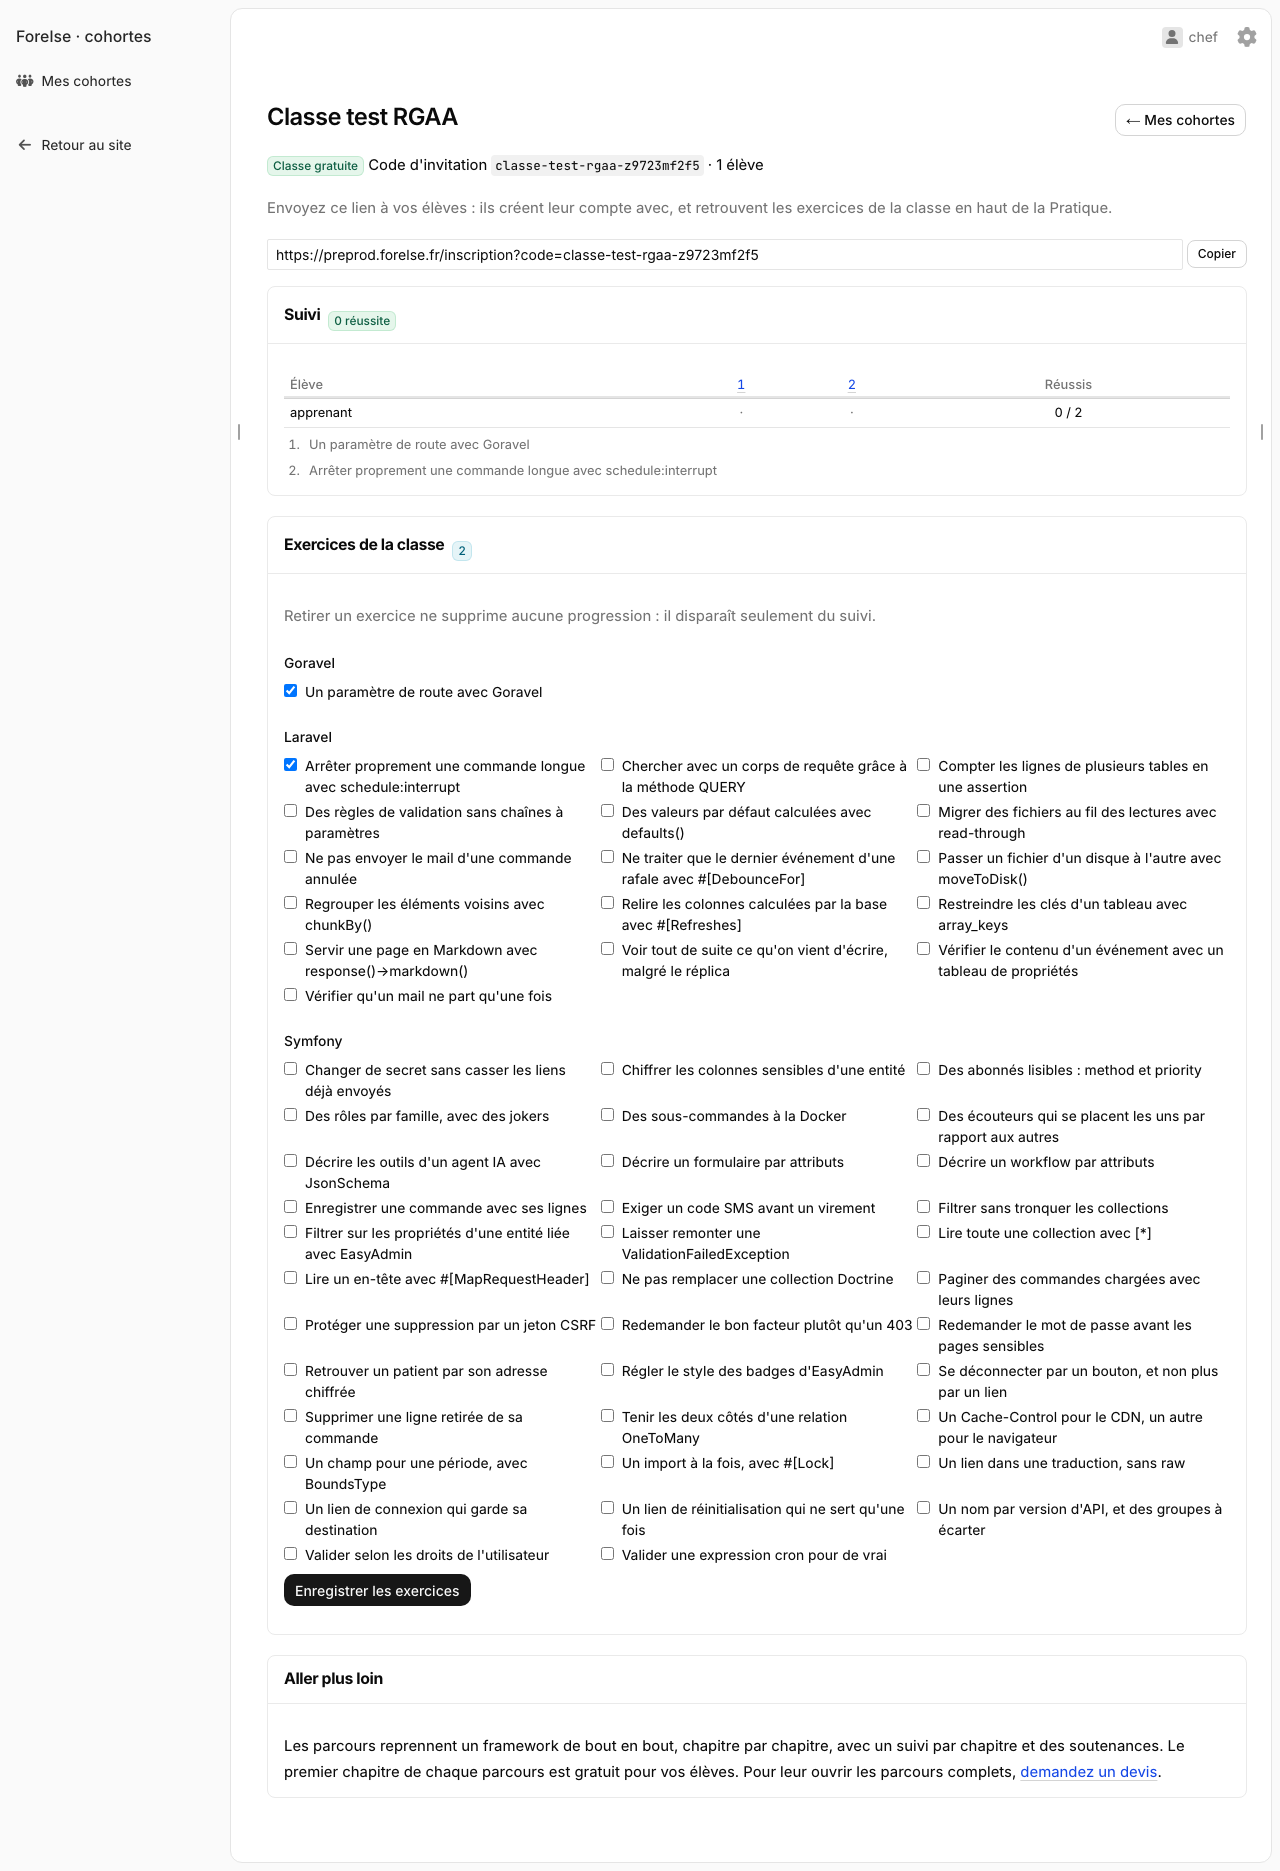 Forelse · cohortes
Mes cohortes
Retour au site
chef
Classe test RGAA
← Mes cohortes
Classe gratuite Code d'invitation classe-test-rgaa-z9723mf2f5 · 1 élève
Envoyez ce lien à vos élèves : ils créent leur compte avec, et retrouvent les exercices de la classe en haut de la Pratique.
https://preprod.forelse.fr/inscription?code=classe-test-rgaa-z9723mf2f5
Copier
Suivi 0 réussite
Élève 1 2 Réussis
apprenant · · 0 / 2
1. Un paramètre de route avec Goravel
2. Arrêter proprement une commande longue avec schedule:interrupt
Exercices de la classe 2
Retirer un exercice ne supprime aucune progression : il disparaît seulement du suivi.
Goravel
Un paramètre de route avec Goravel
Laravel
Arrêter proprement une commande longue
avec schedule:interrupt
Chercher avec un corps de requête grâce à
la méthode QUERY
Compter les lignes de plusieurs tables en
une assertion
Des règles de validation sans chaînes à
paramètres
Des valeurs par défaut calculées avec
defaults()
Migrer des fichiers au fil des lectures avec
read-through
Ne pas envoyer le mail d'une commande
annulée
Ne traiter que le dernier événement d'une
rafale avec #[DebounceFor]
Passer un fichier d'un disque à l'autre avec
moveToDisk()
Regrouper les éléments voisins avec
chunkBy()
Relire les colonnes calculées par la base
avec #[Refreshes]
Restreindre les clés d'un tableau avec
array_keys
Servir une page en Markdown avec
response()->markdown()
Voir tout de suite ce qu'on vient d'écrire,
malgré le réplica
Vérifier le contenu d'un événement avec un
tableau de propriétés
Vérifier qu'un mail ne part qu'une fois
Symfony
Changer de secret sans casser les liens
déjà envoyés
Chiffrer les colonnes sensibles d'une entité
Des abonnés lisibles : method et priority
Des rôles par famille, avec des jokers
Des sous-commandes à la Docker
Des écouteurs qui se placent les uns par
rapport aux autres
Décrire les outils d'un agent IA avec
JsonSchema
Décrire un formulaire par attributs
Décrire un workflow par attributs
Enregistrer une commande avec ses lignes
Exiger un code SMS avant un virement
Filtrer sans tronquer les collections
Filtrer sur les propriétés d'une entité liée
avec EasyAdmin
Laisser remonter une
ValidationFailedException
Lire toute une collection avec [*]
Lire un en-tête avec #[MapRequestHeader]
Ne pas remplacer une collection Doctrine
Paginer des commandes chargées avec
leurs lignes
Protéger une suppression par un jeton CSRF
Redemander le bon facteur plutôt qu'un 403
Redemander le mot de passe avant les
pages sensibles
Retrouver un patient par son adresse
chiffrée
Régler le style des badges d'EasyAdmin
Se déconnecter par un bouton, et non plus
par un lien
Supprimer une ligne retirée de sa
commande
Tenir les deux côtés d'une relation
OneToMany
Un Cache-Control pour le CDN, un autre
pour le navigateur
Un champ pour une période, avec
BoundsType
Un import à la fois, avec #[Lock]
Un lien dans une traduction, sans raw
Un lien de connexion qui garde sa
destination
Un lien de réinitialisation qui ne sert qu'une
fois
Un nom par version d'API, et des groupes à
écarter
Valider selon les droits de l'utilisateur
Valider une expression cron pour de vrai
Enregistrer les exercices
Aller plus loin
Les parcours reprennent un framework de bout en bout, chapitre par chapitre, avec un suivi par chapitre et des soutenances. Le
premier chapitre de chaque parcours est gratuit pour vos élèves. Pour leur ouvrir les parcours complets, demandez un devis.